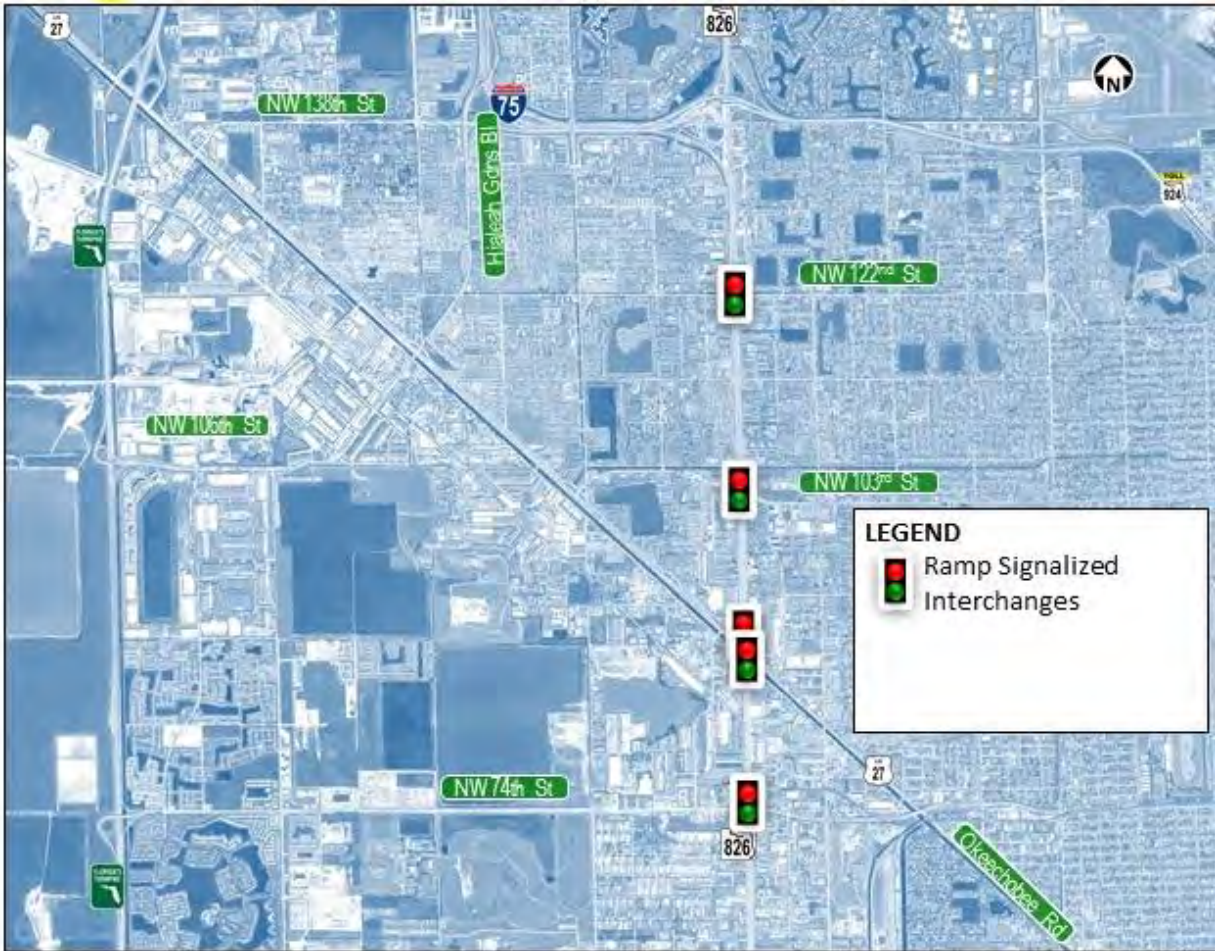 27
826
N
NW 138th St
75
Hialeah Gdns Bl
TOLL
924
NW 122nd St
NW 106th St
NW 103rd St
LEGEND
Ramp Signalized
Interchanges
27
NW 74th St
826
Okeechobee Rd